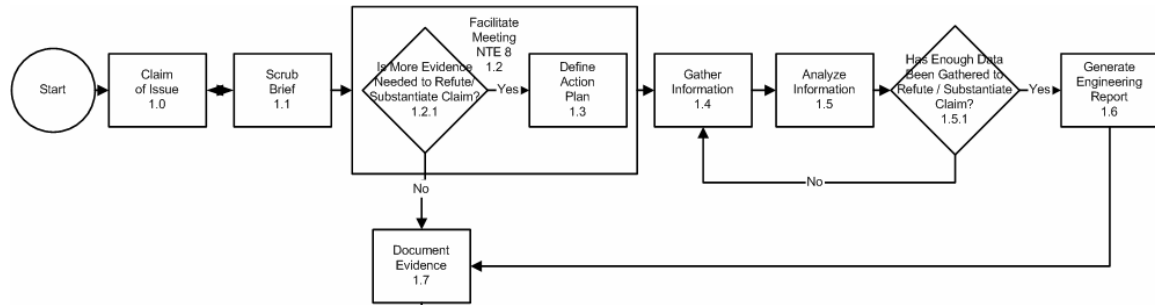 Start
Claim
of Issue
1.0
Scrub
Brief
1.1
Facilitate
Meeting
NTE 8
1.2
Is More Evidence
Needed to Refute/
Substantiate Claim?
1.2.1
Yes
Define
Action
Plan
1.3
Gather
Information
1.4
Analyze
Information
1.5
Has Enough Data
Been Gathered to
Refute / Substantiate
Claim?
1.5.1
Yes
Generate
Engineering
Report
1.6
No
No
Document
Evidence
1.7